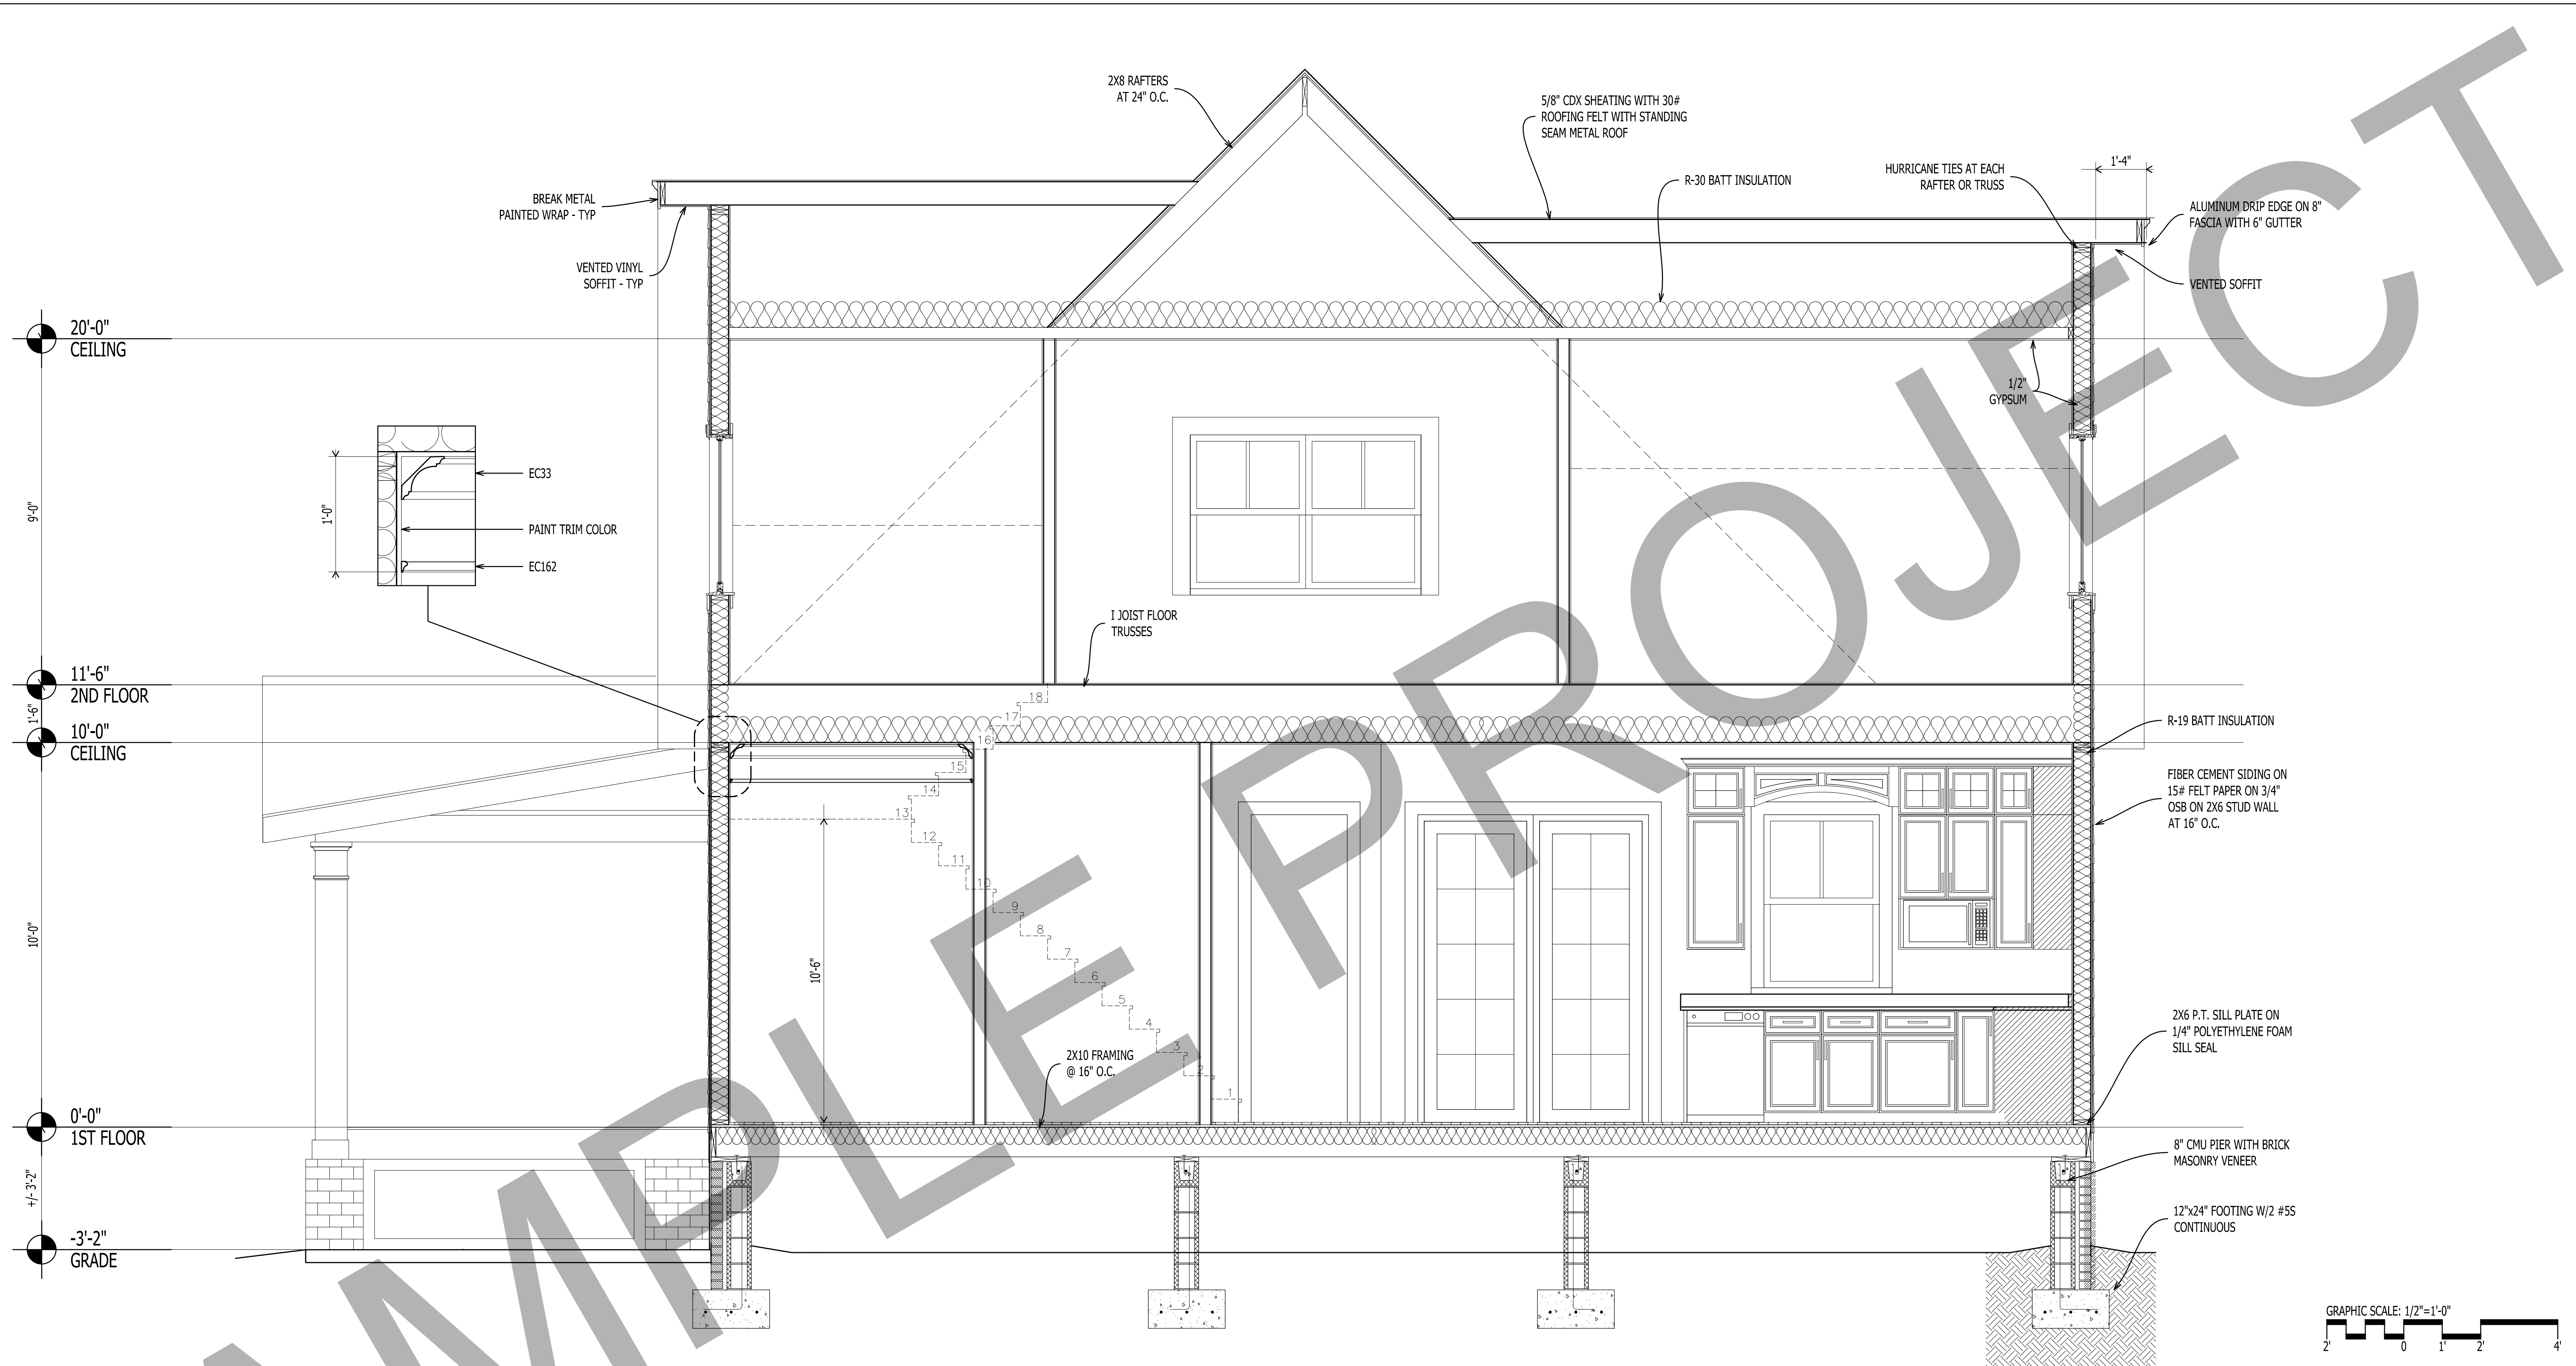 2X8 RAFTERS
AT 24" O.C.
5/8" CDX SHEATING WITH 30#
ROOFING FELT WITH STANDING
SEAM METAL ROOF
BREAK METAL
PAINTED WRAP - TYP
R-30 BATT INSULATION
HURRICANE TIES AT EACH
RAFTER OR TRUSS
1'-4"
ALUMINUM DRIP EDGE ON 8"
FASCIA WITH 6" GUTTER
VENTED VINYL
SOFFIT - TYP
VENTED SOFFIT
20'-0"
CEILING
1/2"
GYPSUM
9'-0"
1'-0"
EC33
PAINT TRIM COLOR
EC162
I JOIST FLOOR
TRUSSES
11'-6"
2ND FLOOR
1'-6"
10'-0"
CEILING
R-19 BATT INSULATION
FIBER CEMENT SIDING ON
15# FELT PAPER ON 3/4"
OSB ON 2X6 STUD WALL
AT 16" O.C.
18
17
16
15
14
13
12
11
10
9
8
7
6
5
4
3
2
1
10'-0"
10'-6"
2X10 FRAMING
@ 16" O.C.
2X6 P.T. SILL PLATE ON
1/4" POLYETHYLENE FOAM
SILL SEAL
0'-0"
1ST FLOOR
8" CMU PIER WITH BRICK
MASONRY VENEER
+/- 3'-2"
12"x24" FOOTING W/2 #5S
CONTINUOUS
-3'-2"
GRADE
GRAPHIC SCALE: 1/2"=1'-0"
2' 0 1' 2' 4'
AMPLE PROJECT